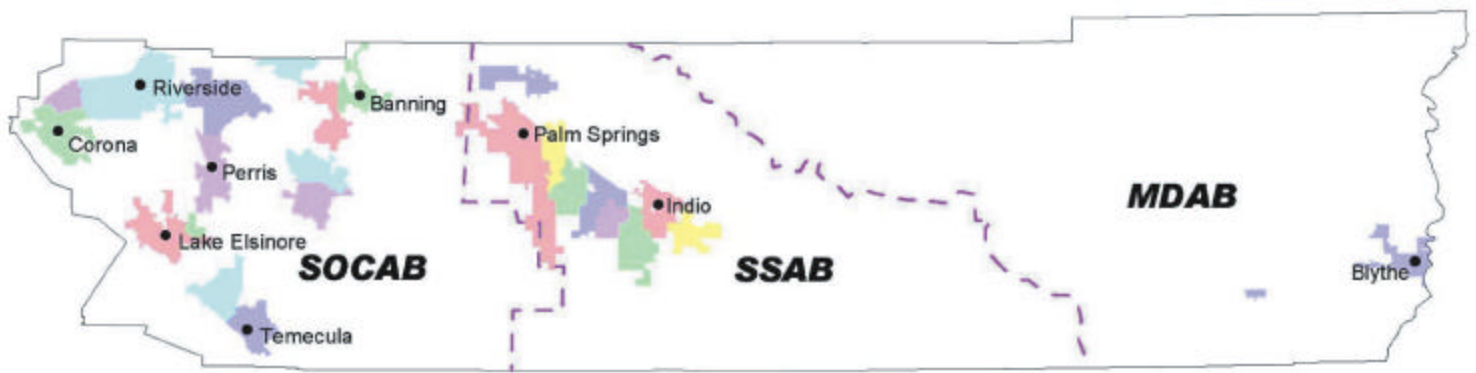 Riverside
Banning
Corona
Palm Springs
Perris
Indio
MDAB
Lake Elsinore
SOCAB
SSAB
Blythe
Temecula